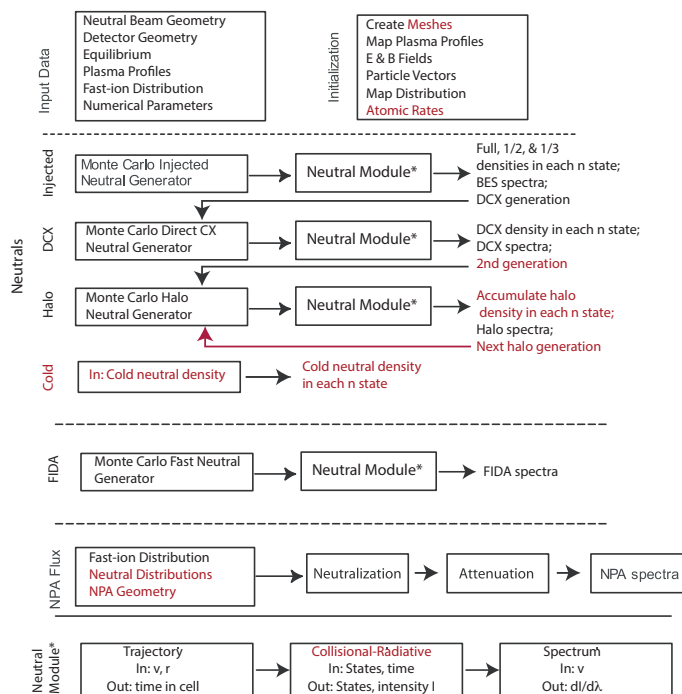 Input Data
Neutral Beam Geometry
Detector Geometry
Equilibrium
Plasma Profiles
Fast-ion Distribution
Numerical Parameters
Initialization
Create Meshes
Map Plasma Profiles
E & B Fields
Particle Vectors
Map Distribution
Atomic Rates
Neutrals
Injected
Monte Carlo Injected
Neutral Generator
Neutral Module*
Full, 1/2, & 1/3
densities in each n state;
BES spectra;
DCX generation
DCX
Monte Carlo Direct CX
Neutral Generator
Neutral Module*
DCX density in each n state;
DCX spectra;
2nd generation
Halo
Monte Carlo Halo
Neutral Generator
Neutral Module*
Accumulate halo
density in each n state;
Halo spectra;
Next halo generation
Cold
In: Cold neutral density
Cold neutral density
in each n state
FIDA
Monte Carlo Fast Neutral
Generator
Neutral Module*
FIDA spectra
NPA Flux
Fast-ion Distribution
Neutral Distributions
NPA Geometry
Neutralization
Attenuation
NPA spectra
Neutral
Module*
Trajectory
In: v, r
Out: time in cell
Collisional-Radiative
In: States, time
Out: States, intensity I
Spectrum
In: v
Out: dI/dλ